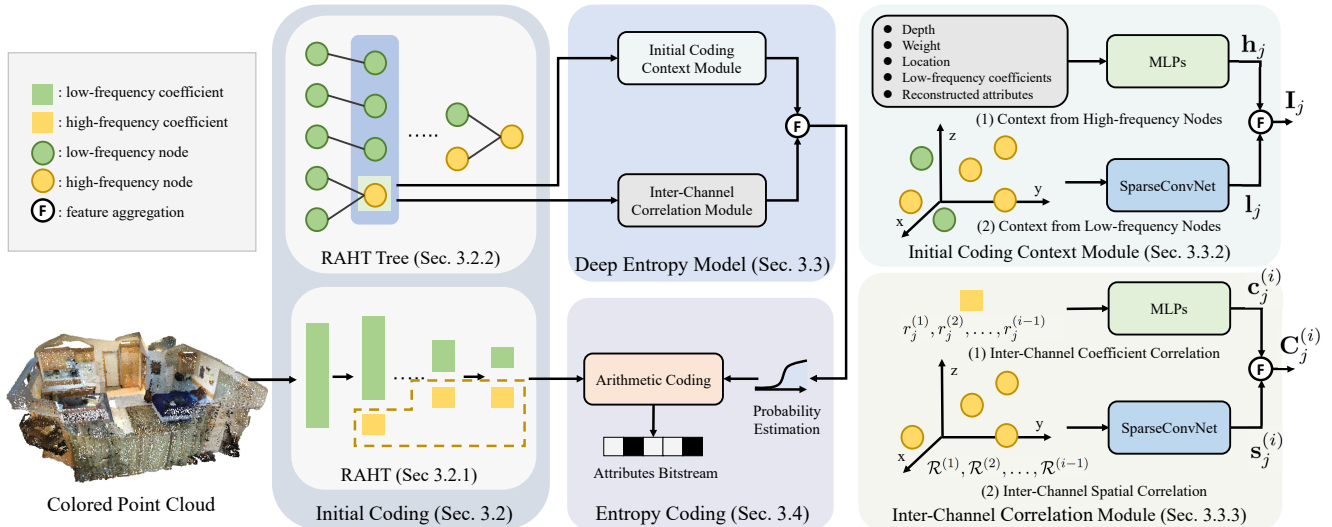 : low-frequency coefficient
: high-frequency coefficient
: low-frequency node
: high-frequency node
F : feature aggregation
Colored Point Cloud
RAHT Tree (Sec. 3.2.2)
RAHT (Sec 3.2.1)
Initial Coding (Sec. 3.2)
Initial Coding
Context Module
F
Inter-Channel
Correlation Module
Deep Entropy Model (Sec. 3.3)
Arithmetic Coding
Probability
Estimation
Attributes Bitstream
Entropy Coding (Sec. 3.4)
● Depth
● Weight
● Location
● Low-frequency coefficients
● Reconstructed attributes
MLPs
h_j
(1) Context from High-frequency Nodes
F
I_j
z
y
x
SparseConvNet
l_j
(2) Context from Low-frequency Nodes
Initial Coding Context Module (Sec. 3.3.2)
r_j^{(1)}, r_j^{(2)}, . . . , r_j^{(i−1)}
MLPs
c_j^{(i)}
(1) Inter-Channel Coefficient Correlation
F
C_j^{(i)}
z
y
x
SparseConvNet
s_j^{(i)}
R^{(1)}, R^{(2)}, . . . , R^{(i−1)}
(2) Inter-Channel Spatial Correlation
Inter-Channel Correlation Module (Sec. 3.3.3)